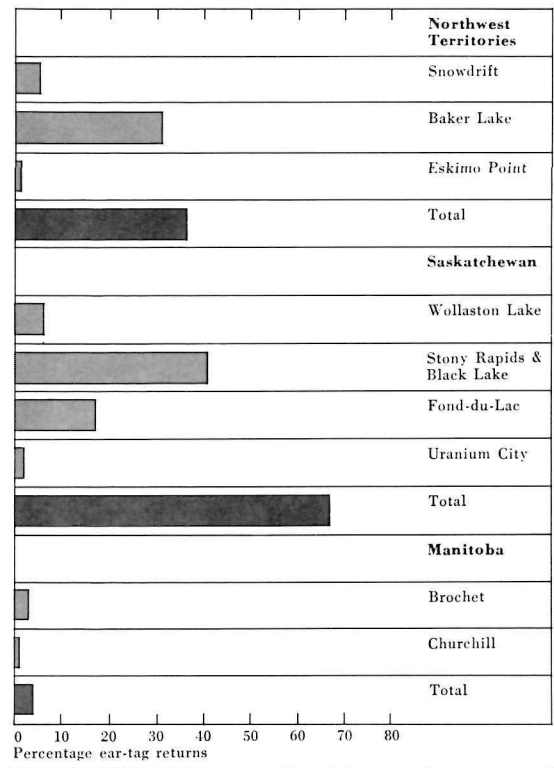 Northwest
Territories
Snowdrift
Baker Lake
Eskimo Point
Total
Saskatchewan
Wollaston Lake
Stony Rapids &
Black Lake
Fond-du-Lac
Uranium City
Total
Manitoba
Brochet
Churchill
Total
0 10 20 30 40 50 60 70 80
Percentage ear-tag returns